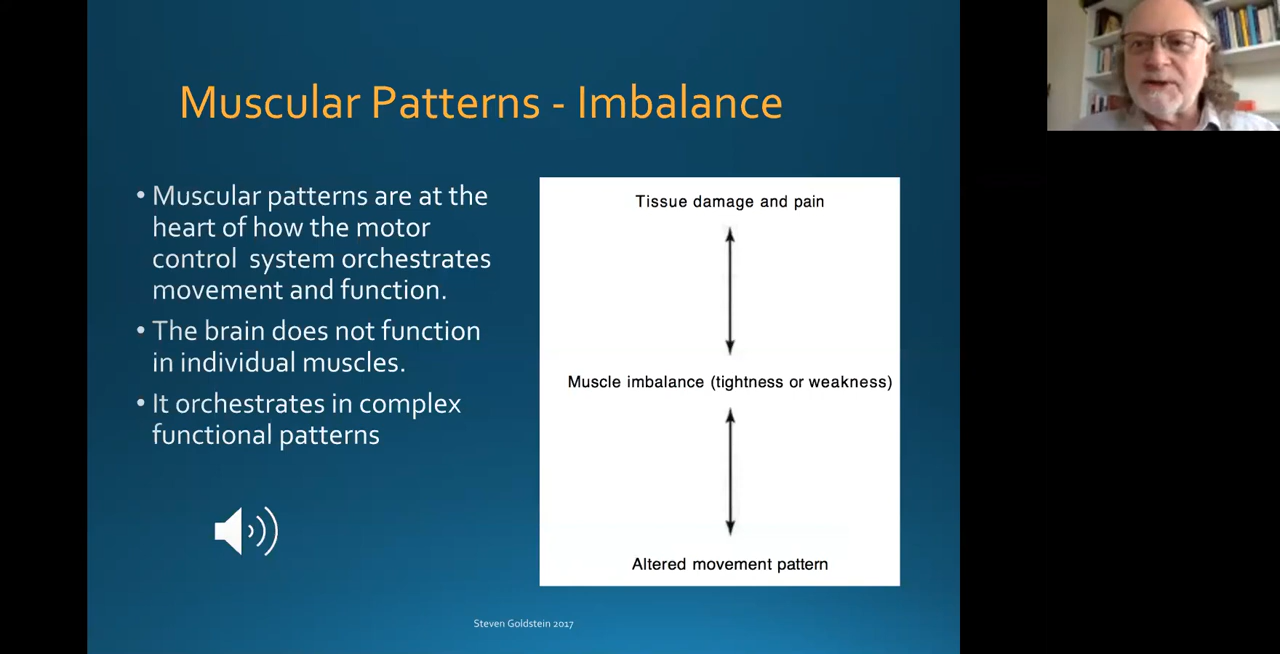 Muscular Patterns - Imbalance
• Muscular patterns are at the
heart of how the motor
control system orchestrates
movement and function.
• The brain does not function
in individual muscles.
• It orchestrates in complex
functional patterns
Tissue damage and pain
Muscle imbalance (tightness or weakness)
Altered movement pattern
Steven Goldstein 2017